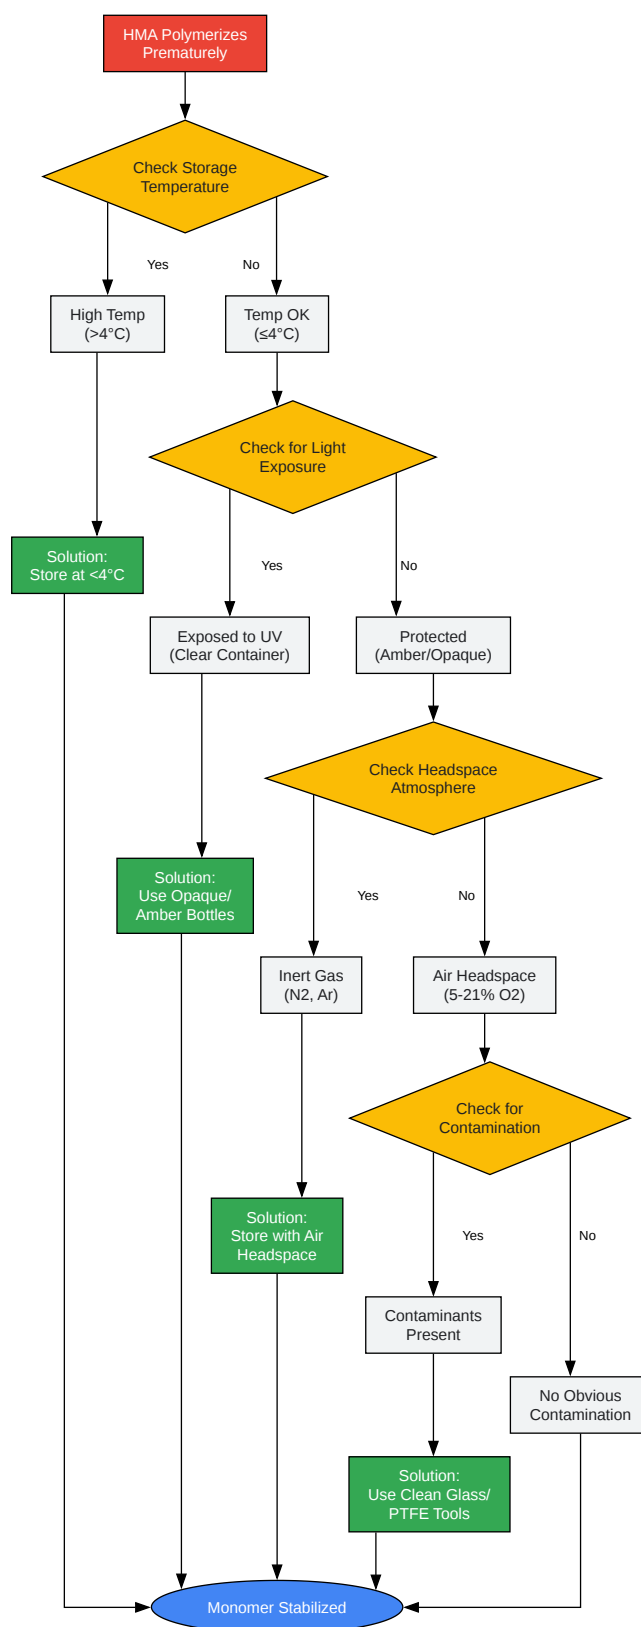 HMA Polymerizes
Prematurely
Check Storage
Temperature
Yes
No
High Temp
(>4°C)
Temp OK
(≤4°C)
Check for Light
Exposure
Solution:
Store at <4°C
Yes
No
Exposed to UV
(Clear Container)
Protected
(Amber/Opaque)
Check Headspace
Atmosphere
Solution:
Use Opaque/
Amber Bottles
Yes
No
Inert Gas
(N2, Ar)
Air Headspace
(5-21% O2)
Check for
Contamination
Solution:
Store with Air
Headspace
Yes
No
Contaminants
Present
No Obvious
Contamination
Solution:
Use Clean Glass/
PTFE Tools
Monomer Stabilized